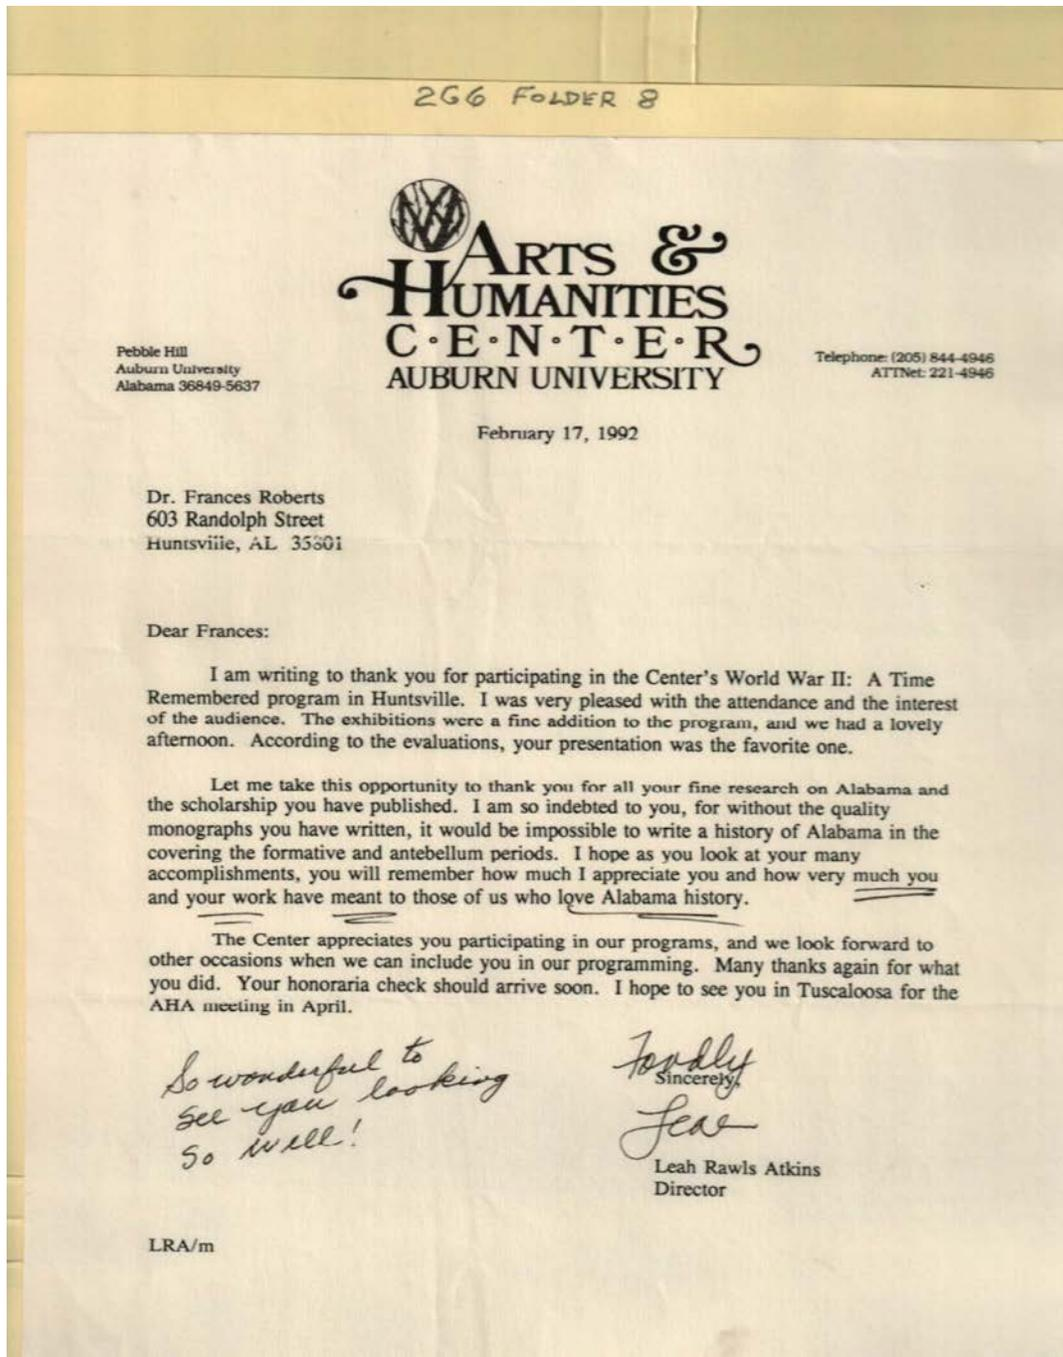 2G6 FOLDER 8
ARTS &
HUMANITIES
C·E·N·T·E·R
AUBURN UNIVERSITY
Pebble Hill
Auburn University
Alabama 36849-5637
Telephone: (205) 844-4946
ATTNet: 221-4946
February 17, 1992
Dr. Frances Roberts
603 Randolph Street
Huntsville, AL 35801
Dear Frances:
I am writing to thank you for participating in the Center's World War II: A Time
Remembered program in Huntsville. I was very pleased with the attendance and the interest
of the audience. The exhibitions were a fine addition to the program, and we had a lovely
afternoon. According to the evaluations, your presentation was the favorite one.
Let me take this opportunity to thank you for all your fine research on Alabama and
the scholarship you have published. I am so indebted to you, for without the quality
monographs you have written, it would be impossible to write a history of Alabama in the
covering the formative and antebellum periods. I hope as you look at your many
accomplishments, you will remember how much I appreciate you and how very much you
and your work have meant to those of us who love Alabama history.
The Center appreciates you participating in our programs, and we look forward to
other occasions when we can include you in our programming. Many thanks again for what
you did. Your honoraria check should arrive soon. I hope to see you in Tuscaloosa for the
AHA meeting in April.
So wonderful to
see you looking
so well!
Fondly
Sincerely,
Leah
Leah Rawls Atkins
Director
LRA/m